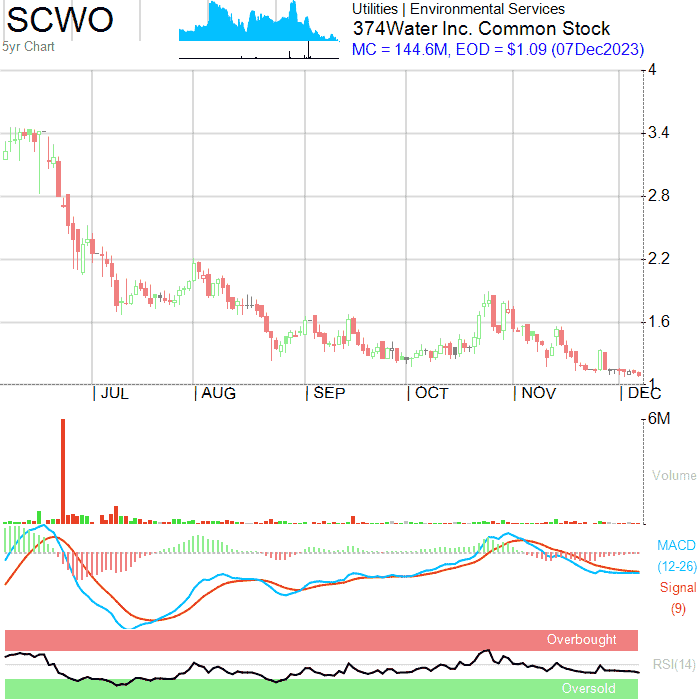 SCWO
5yr Chart
Utilities | Environmental Services
374Water Inc. Common Stock
MC = 144.6M, EOD = $1.09 (07Dec2023)
4
3.4
2.8
2.2
1.6
1
| JUL | AUG | SEP | OCT | NOV | DEC
6M
Volume
MACD
(12-26)
Signal
(9)
Overbought
RSI(14)
Oversold